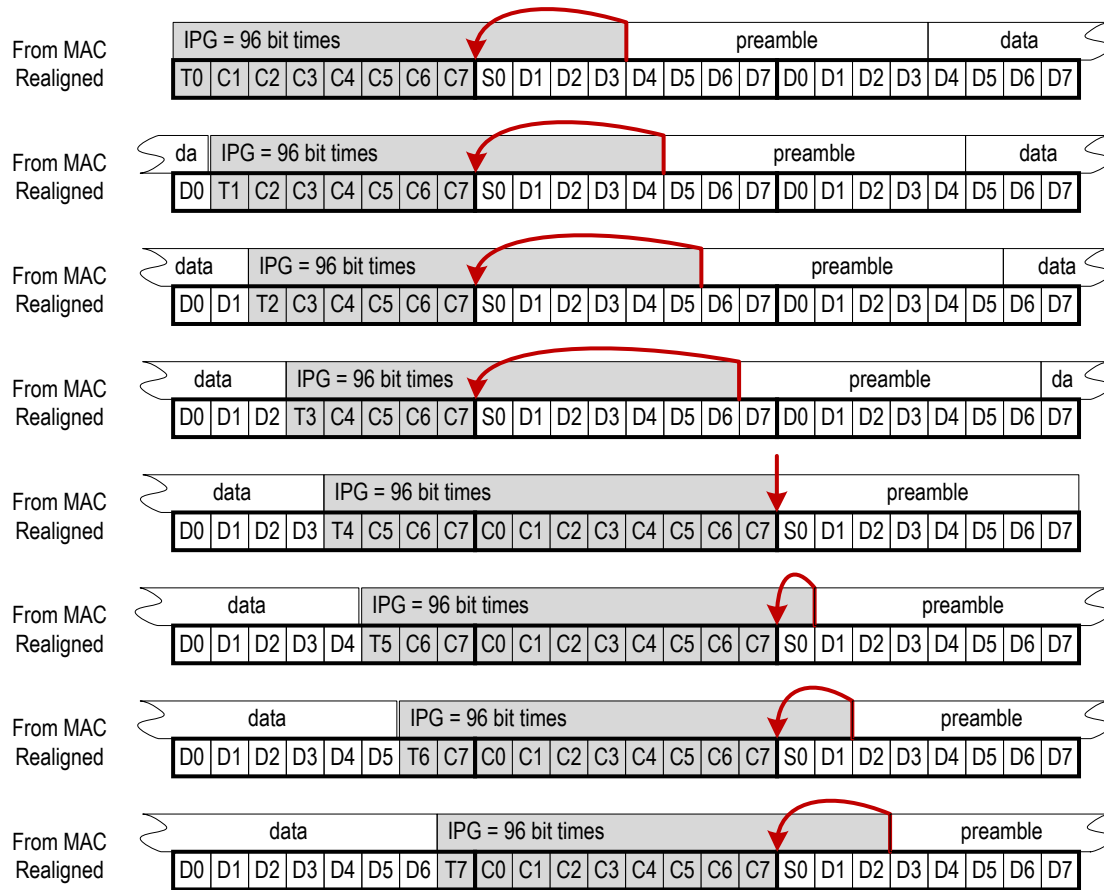 IPG = 96 bit times preamble data
From MAC
Realigned
T0 C1 C2 C3 C4 C5 C6 C7 S0 D1 D2 D3 D4 D5 D6 D7 D0 D1 D2 D3 D4 D5 D6 D7
da IPG = 96 bit times preamble data
From MAC
Realigned
D0 T1 C2 C3 C4 C5 C6 C7 S0 D1 D2 D3 D4 D5 D6 D7 D0 D1 D2 D3 D4 D5 D6 D7
data IPG = 96 bit times preamble data
From MAC
Realigned
D0 D1 T2 C3 C4 C5 C6 C7 S0 D1 D2 D3 D4 D5 D6 D7 D0 D1 D2 D3 D4 D5 D6 D7
data IPG = 96 bit times preamble da
From MAC
Realigned
D0 D1 D2 T3 C4 C5 C6 C7 S0 D1 D2 D3 D4 D5 D6 D7 D0 D1 D2 D3 D4 D5 D6 D7
data IPG = 96 bit times preamble
From MAC
Realigned
D0 D1 D2 D3 T4 C5 C6 C7 C0 C1 C2 C3 C4 C5 C6 C7 S0 D1 D2 D3 D4 D5 D6 D7
data IPG = 96 bit times preamble
From MAC
Realigned
D0 D1 D2 D3 D4 T5 C6 C7 C0 C1 C2 C3 C4 C5 C6 C7 S0 D1 D2 D3 D4 D5 D6 D7
data IPG = 96 bit times preamble
From MAC
Realigned
D0 D1 D2 D3 D4 D5 T6 C7 C0 C1 C2 C3 C4 C5 C6 C7 S0 D1 D2 D3 D4 D5 D6 D7
data IPG = 96 bit times preamble
From MAC
Realigned
D0 D1 D2 D3 D4 D5 D6 T7 C0 C1 C2 C3 C4 C5 C6 C7 S0 D1 D2 D3 D4 D5 D6 D7